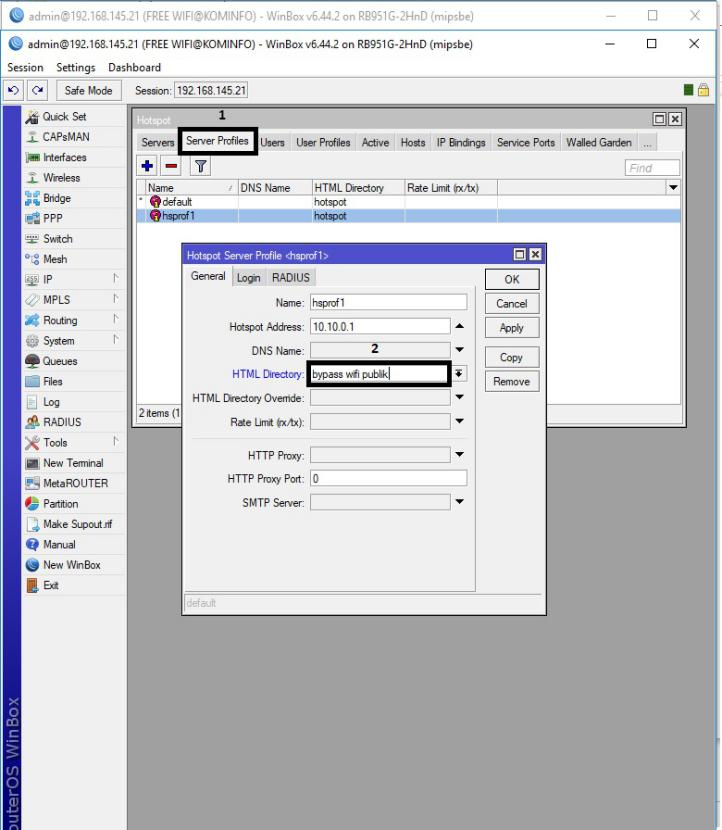 admin@192.168.145.21 (FREE WIFI@KOMINFO) - WinBox v6.44.2 on RB951G-2HnD (mipsbe)
admin@192.168.145.21 (FREE WIFI@KOMINFO) - WinBox v6.44.2 on RB951G-2HnD (mipsbe)
Session Settings Dashboard
Safe Mode Session: 192.168.145.21
Quick Set
CAPsMAN
Interfaces
Wireless
Bridge
PPP
Switch
Mesh
IP
MPLS
Routing
System
Queues
Files
Log
RADIUS
Tools
New Terminal
MetaROUTER
Partition
Make Supout.rif
Manual
New WinBox
Exit
outerOS WinBox
Hotspot
1
Servers Server Profiles Users User Profiles Active Hosts IP Bindings Service Ports Walled Garden ...
Find
Name / DNS Name HTML Directory Rate Limit (rx/tx)
* default hotspot
hsprof1 hotspot
2 items (1
Hotspot Server Profile <hsprof1>
General Login RADIUS
Name: hsprof1
Hotspot Address: 10.10.0.1
DNS Name: 2
HTML Directory: bypass wifi publik
HTML Directory Override:
Rate Limit (rx/tx):
HTTP Proxy:
HTTP Proxy Port: 0
SMTP Server:
OK
Cancel
Apply
Copy
Remove
default